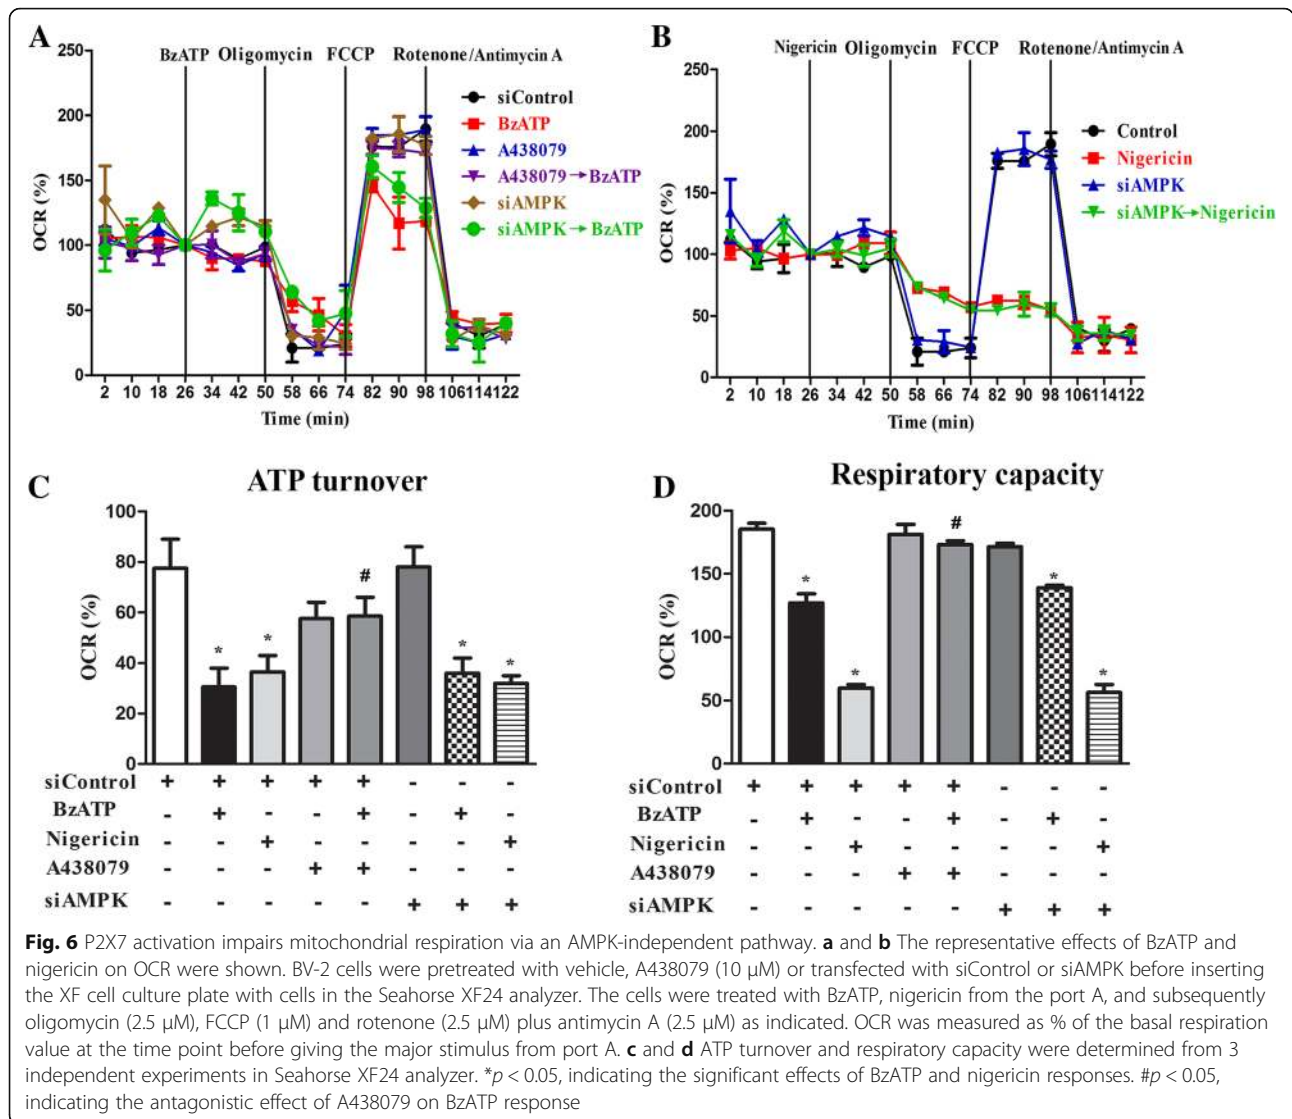 A
BzATP Oligomycin FCCP Rotenone/Antimycin A
250
200
150
100
50
0
OCR (%)
siControl
BzATP
A438079
A438079→BzATP
siAMPK
siAMPK→BzATP
2 10 18 26 34 42 50 58 66 74 82 90 98 106 114 122
Time (min)
B
Nigericin Oligomycin FCCP Rotenone/Antimycin A
250
200
150
100
50
0
OCR (%)
Control
Nigericin
siAMPK
siAMPK→Nigericin
2 10 18 26 34 42 50 58 66 74 82 90 98 106 114 122
Time (min)
C
ATP turnover
100
80
60
40
20
0
OCR (%)
* * # * *
siControl + + + + + - - -
BzATP - + - - + - + -
Nigericin - - + - - - - +
A438079 - - - + + - - -
siAMPK - - - - - + + +
D
Respiratory capacity
200
150
100
50
0
OCR (%)
* * # * *
siControl + + + + + - - -
BzATP - + - - + - + -
Nigericin - - + - - - - +
A438079 - - - + + - - -
siAMPK - - - - - + + +
Fig. 6 P2X7 activation impairs mitochondrial respiration via an AMPK-independent pathway. a and b The representative effects of BzATP and
nigericin on OCR were shown. BV-2 cells were pretreated with vehicle, A438079 (10 μM) or transfected with siControl or siAMPK before inserting
the XF cell culture plate with cells in the Seahorse XF24 analyzer. The cells were treated with BzATP, nigericin from the port A, and subsequently
oligomycin (2.5 μM), FCCP (1 μM) and rotenone (2.5 μM) plus antimycin A (2.5 μM) as indicated. OCR was measured as % of the basal respiration
value at the time point before giving the major stimulus from port A. c and d ATP turnover and respiratory capacity were determined from 3
independent experiments in Seahorse XF24 analyzer. *p < 0.05, indicating the significant effects of BzATP and nigericin responses. #p < 0.05,
indicating the antagonistic effect of A438079 on BzATP response